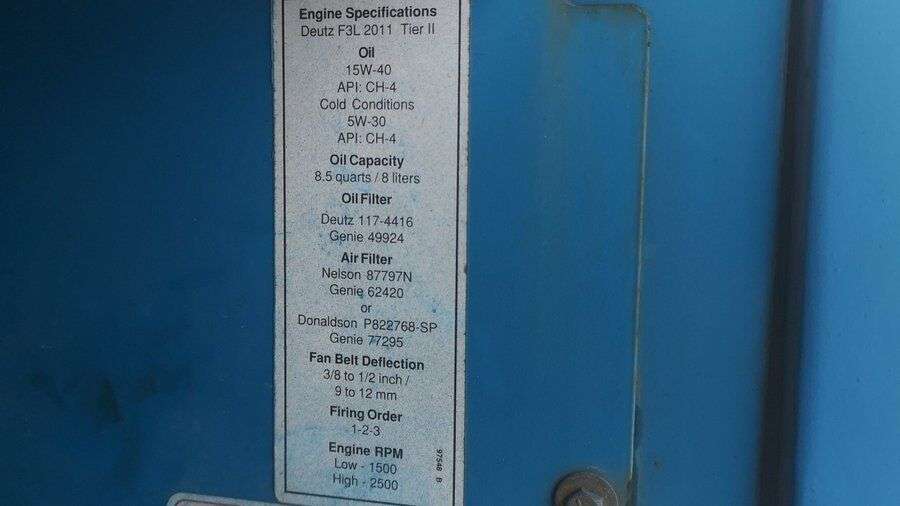 Engine Specifications
Deutz F3L 2011 Tier II
Oil
15W-40
API: CH-4
Cold Conditions
5W-30
API: CH-4
Oil Capacity
8.5 quarts / 8 liters
Oil Filter
Deutz 117-4416
Genie 49924
Air Filter
Nelson 87797N
Genie 62420
or
Donaldson P822768-SP
Genie 77295
Fan Belt Deflection
3/8 to 1/2 inch /
9 to 12 mm
Firing Order
1-2-3
Engine RPM
Low - 1500
High - 2500
97548 B